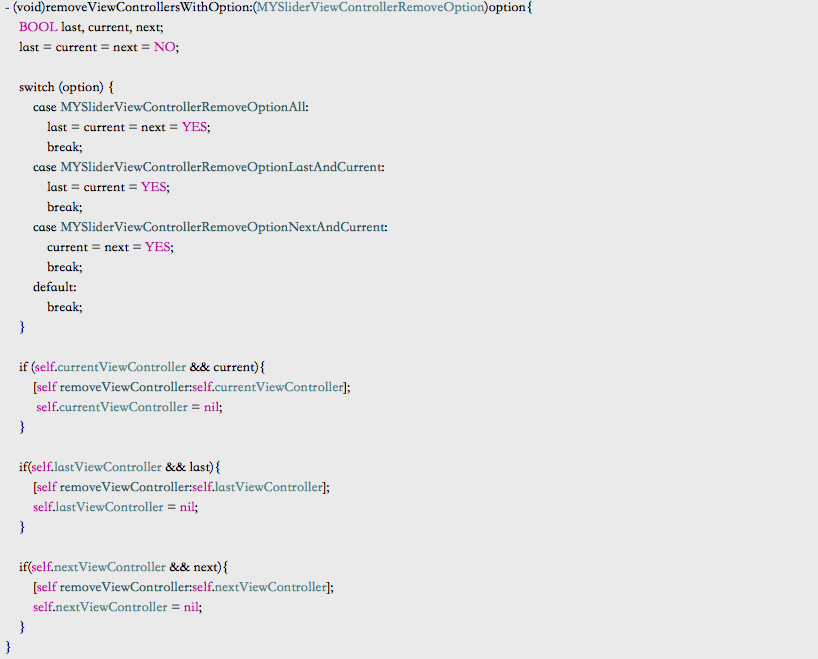 - (void)removeViewControllersWithOption:(MYSliderViewControllerRemoveOption)option{
    BOOL last, current, next;
    last = current = next = NO;

    switch (option) {
        case MYSliderViewControllerRemoveOptionAll:
            last = current = next = YES;
            break;
        case MYSliderViewControllerRemoveOptionLastAndCurrent:
            last = current = YES;
            break;
        case MYSliderViewControllerRemoveOptionNextAndCurrent:
            current = next = YES;
            break;
        default:
            break;
    }

    if (self.currentViewController && current){
        [self removeViewController:self.currentViewController];
         self.currentViewController = nil;
    }

    if(self.lastViewController && last){
        [self removeViewController:self.lastViewController];
        self.lastViewController = nil;
    }

    if(self.nextViewController && next){
        [self removeViewController:self.nextViewController];
        self.nextViewController = nil;
    }
}